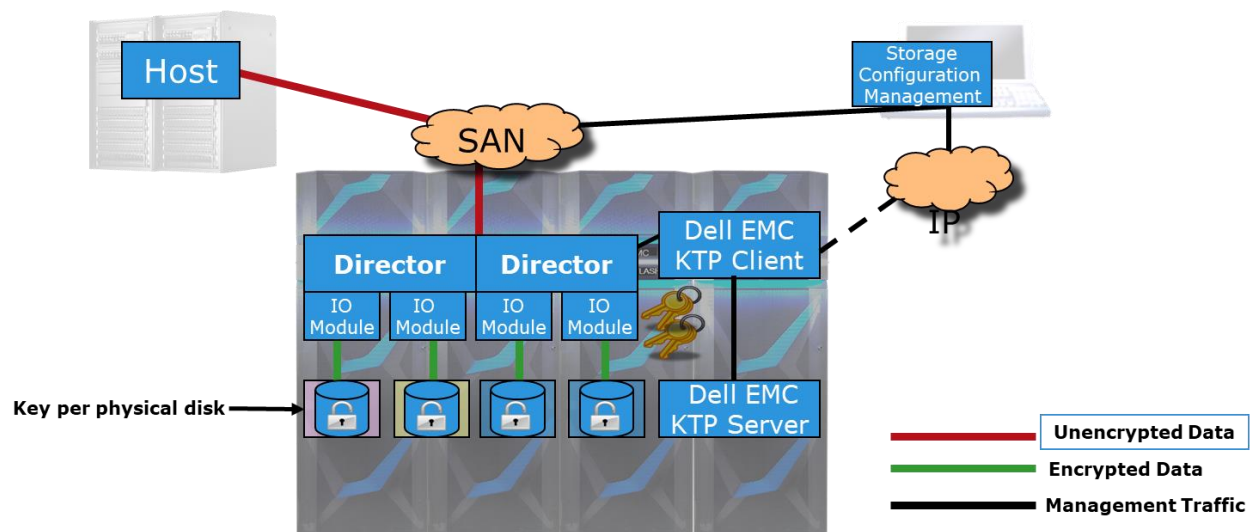 Host
Storage
Configuration
Management
SAN
IP
Dell EMC
KTP Client
Director
Director
IO
Module
IO
Module
IO
Module
IO
Module
Key per physical disk
Dell EMC
KTP Server
Unencrypted Data
Encrypted Data
Management Traffic